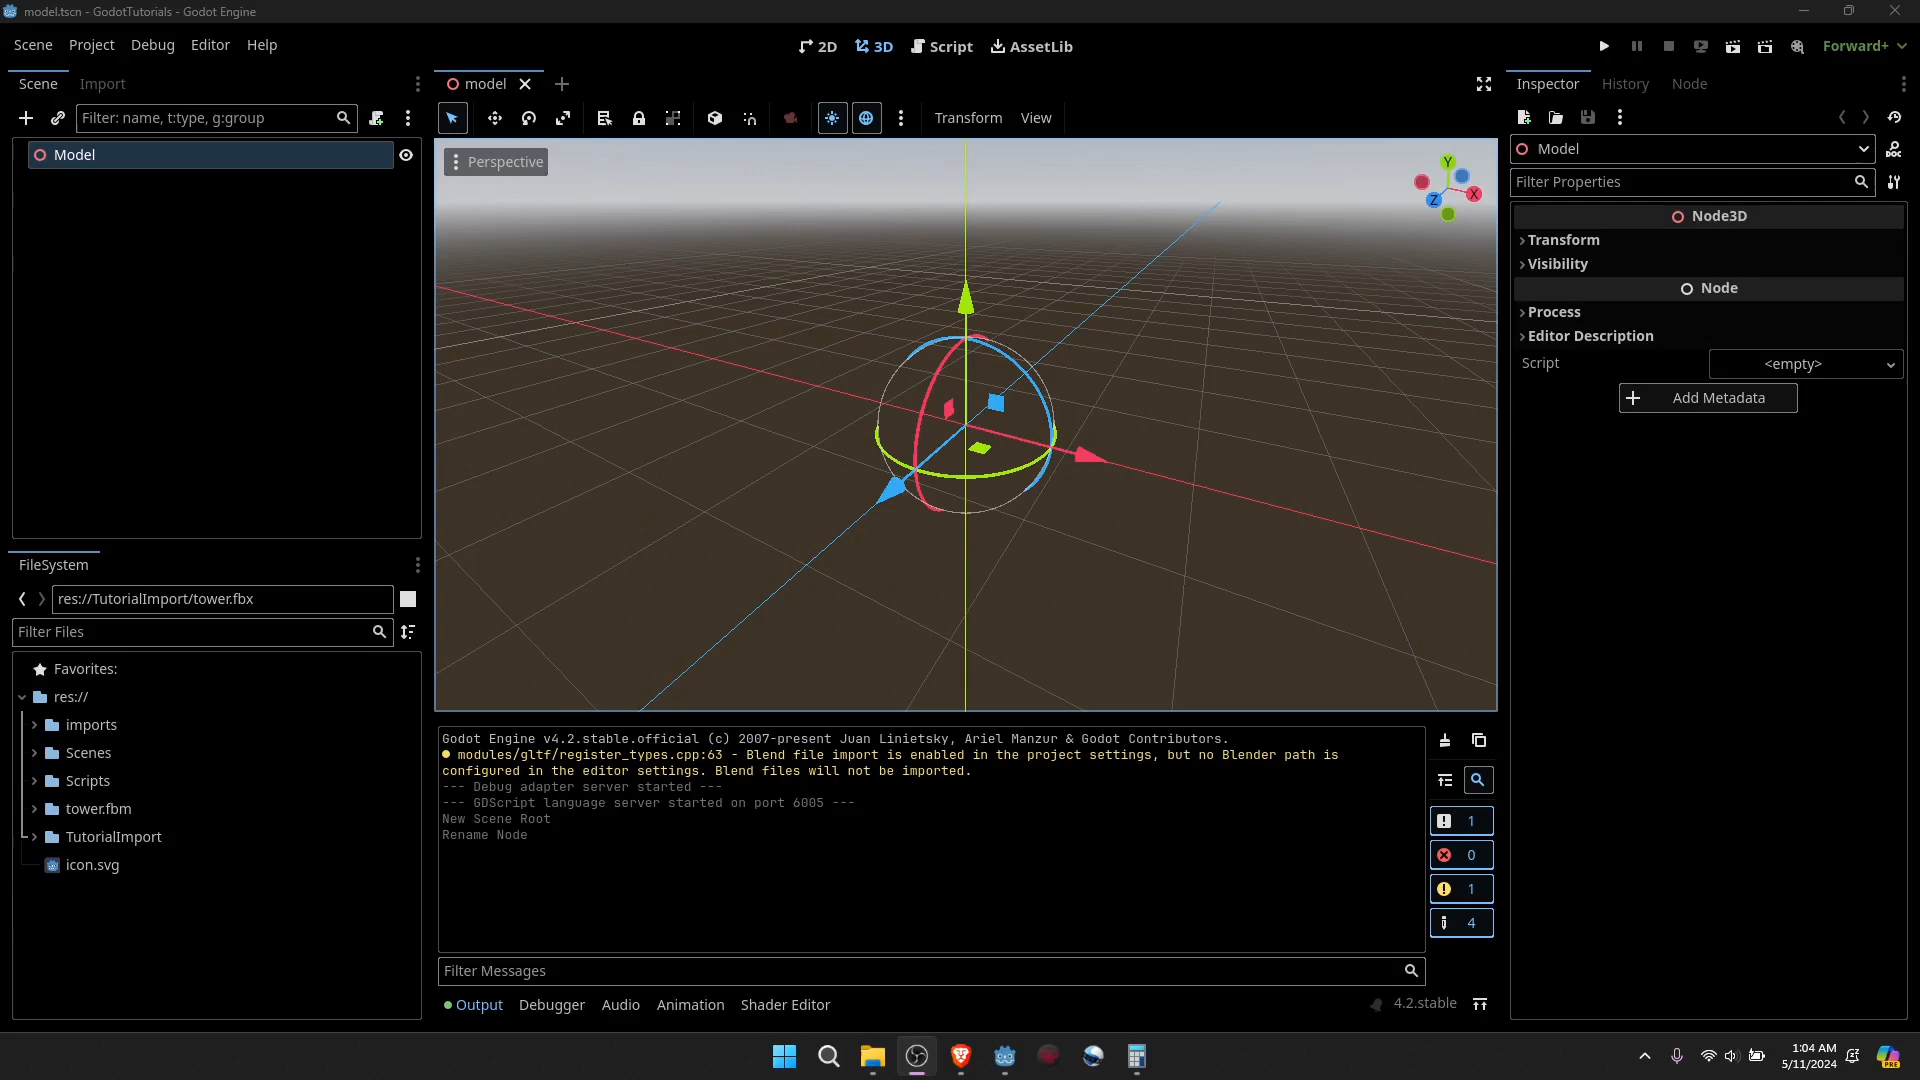 model.tscn - GodotTutorials - Godot Engine
Scene Project Debug Editor Help
2D 3D Script AssetLib
Forward+
Scene Import
model
Inspector History Node
Filter: name, t:type, g:group
Transform View
Model
Perspective
Y
X
Z
Model
DOC
Filter Properties
Node3D
Transform
Visibility
Node
Process
Editor Description
Script <empty>
Add Metadata
FileSystem
res://TutorialImport/tower.fbx
Filter Files
Favorites:
res://
imports
Scenes
Scripts
tower.fbm
TutorialImport
icon.svg
Godot Engine v4.2.stable.official (c) 2007-present Juan Linietsky, Ariel Manzur & Godot Contributors.
modules/gltf/register_types.cpp:63 - Blend file import is enabled in the project settings, but no Blender path is
configured in the editor settings. Blend files will not be imported.
--- Debug adapter server started ---
--- GDScript language server started on port 6005 ---
New Scene Root
Rename Node
1
0
1
4
Filter Messages
Output Debugger Audio Animation Shader Editor
4.2.stable
1:04 AM
5/11/2024
PRE